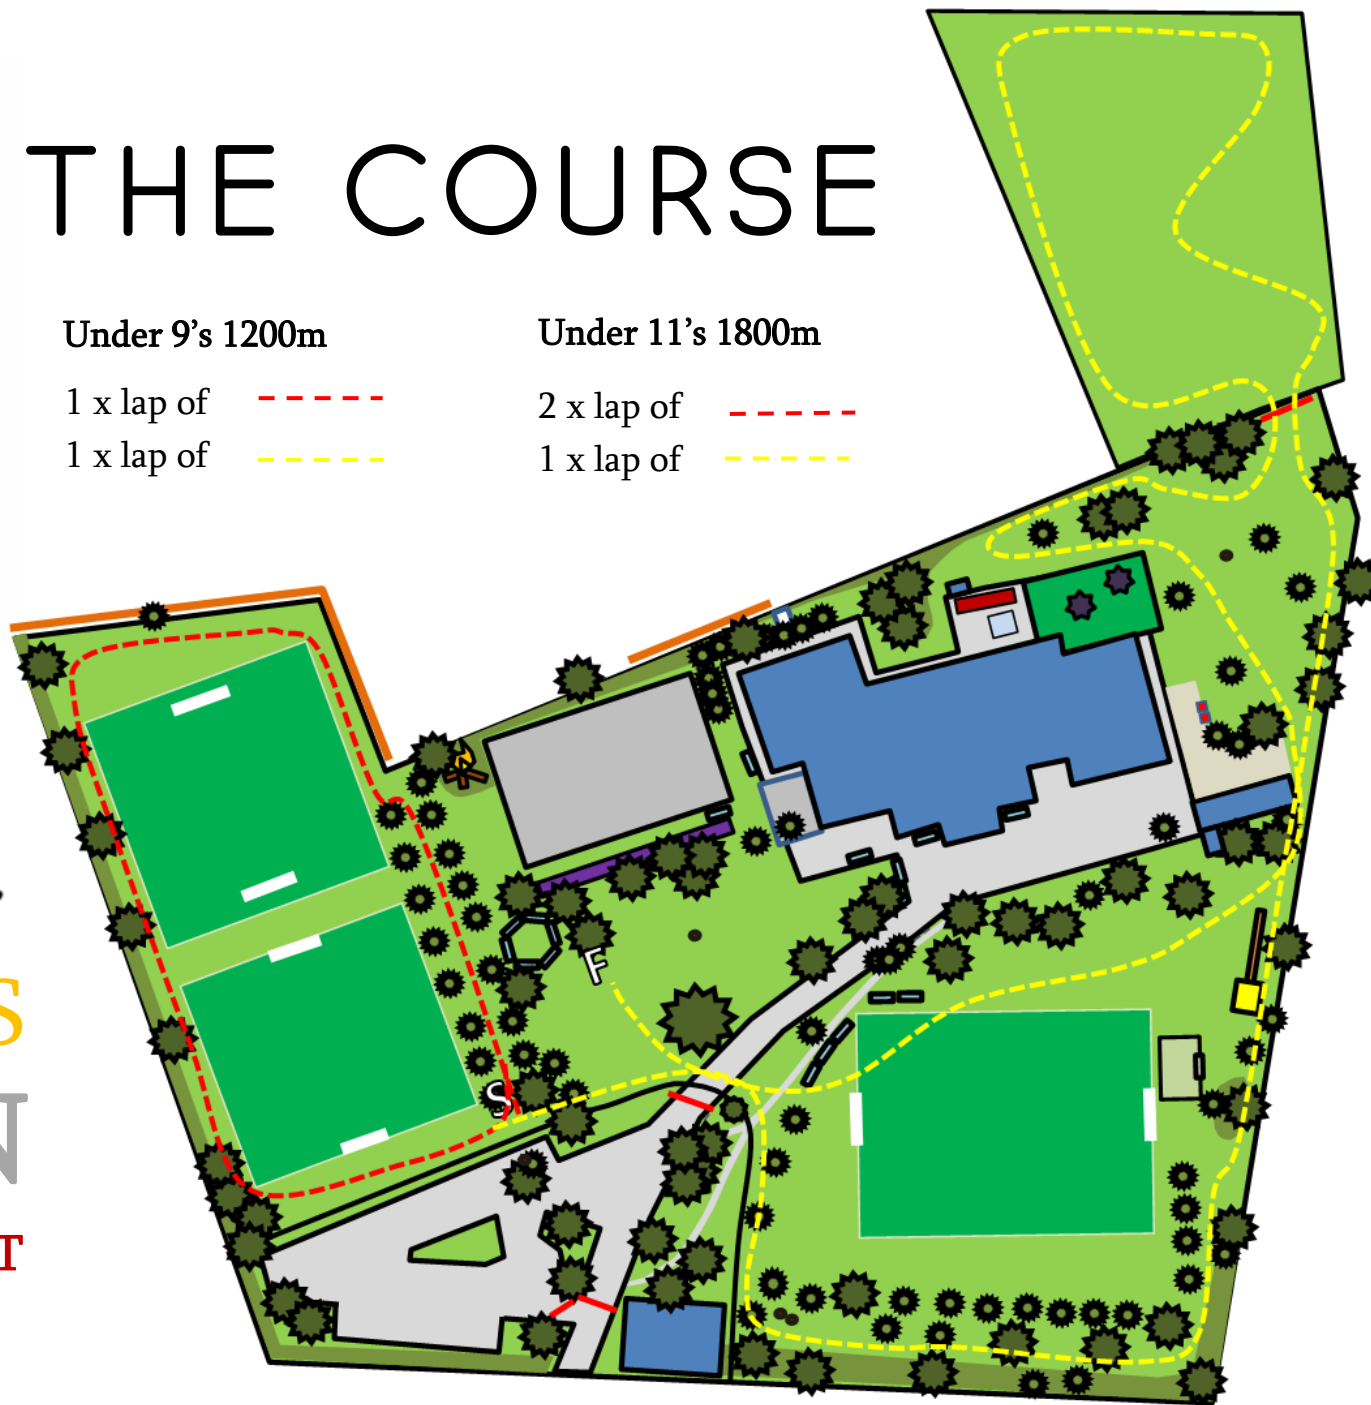 THE COURSE
Under 9’s 1200m
1 x lap of
1 x lap of
Under 11’s 1800m
2 x lap of
1 x lap of
F
S
S
N
T